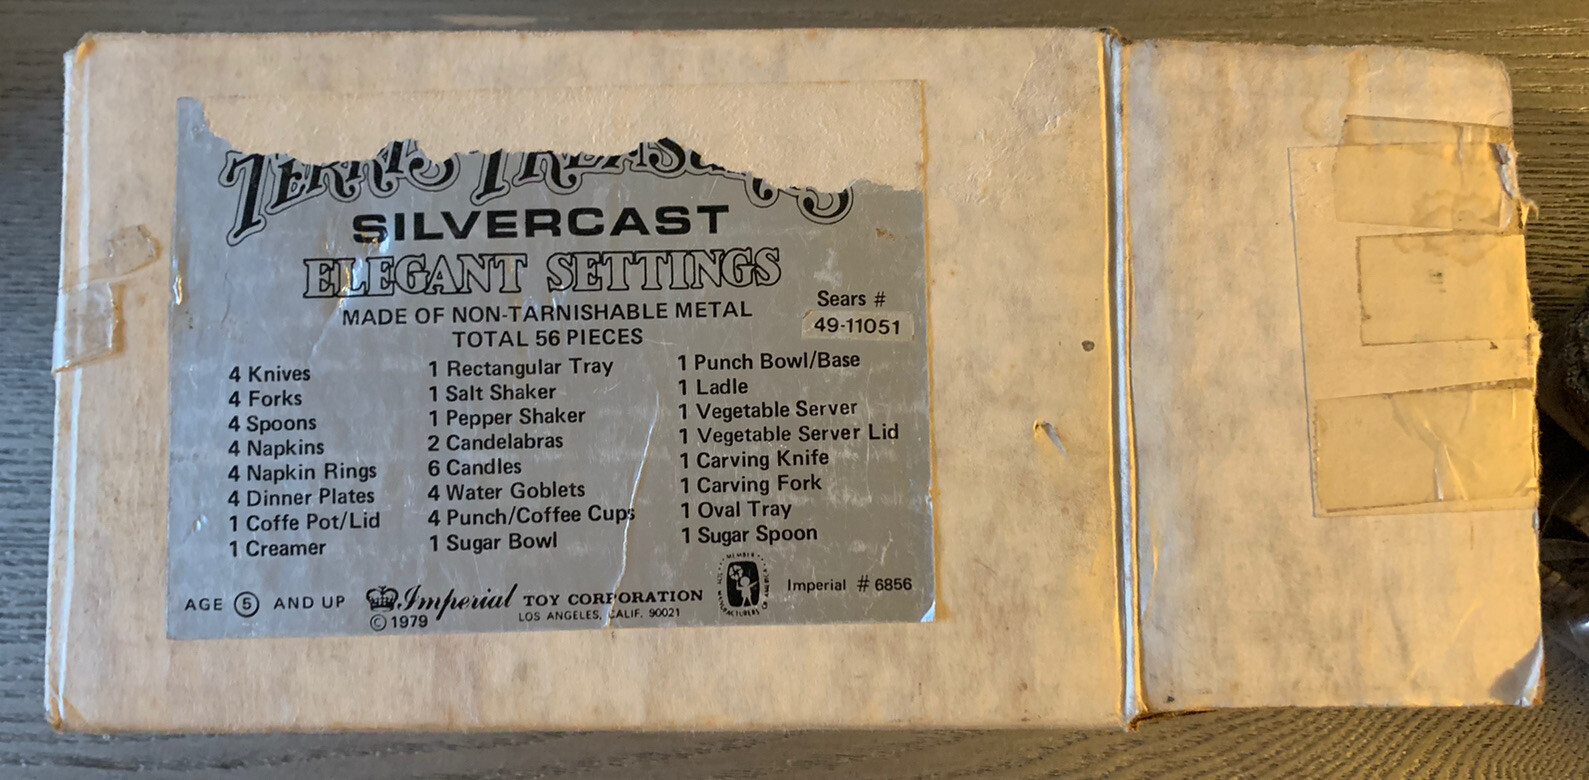 TERRI'S TREASURES
SILVERCAST
ELEGANT SETTINGS
MADE OF NON-TARNISHABLE METAL
TOTAL 56 PIECES
Sears #
49-11051
4 Knives
4 Forks
4 Spoons
4 Napkins
4 Napkin Rings
4 Dinner Plates
1 Coffe Pot/Lid
1 Creamer
1 Rectangular Tray
1 Salt Shaker
1 Pepper Shaker
2 Candelabras
6 Candles
4 Water Goblets
4 Punch/Coffee Cups
1 Sugar Bowl
1 Punch Bowl/Base
1 Ladle
1 Vegetable Server
1 Vegetable Server Lid
1 Carving Knife
1 Carving Fork
1 Oval Tray
1 Sugar Spoon
AGE 5 AND UP
Imperial TOY CORPORATION
© 1979
LOS ANGELES, CALIF. 90021
MEMBER
Imperial # 6856